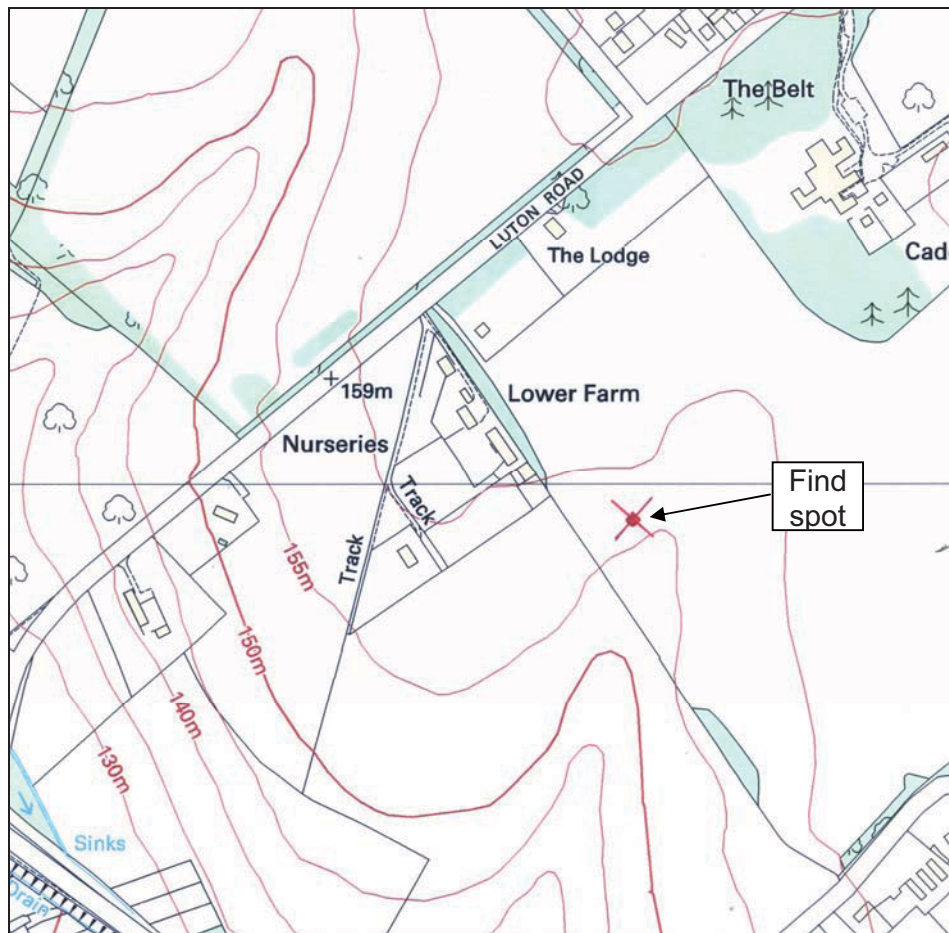 The Belt
LUTON ROAD
The Lodge
Cad
159m
Lower Farm
Nurseries
Find
spot
Track
Track
155m
150m
140m
130m
Sinks
Drain